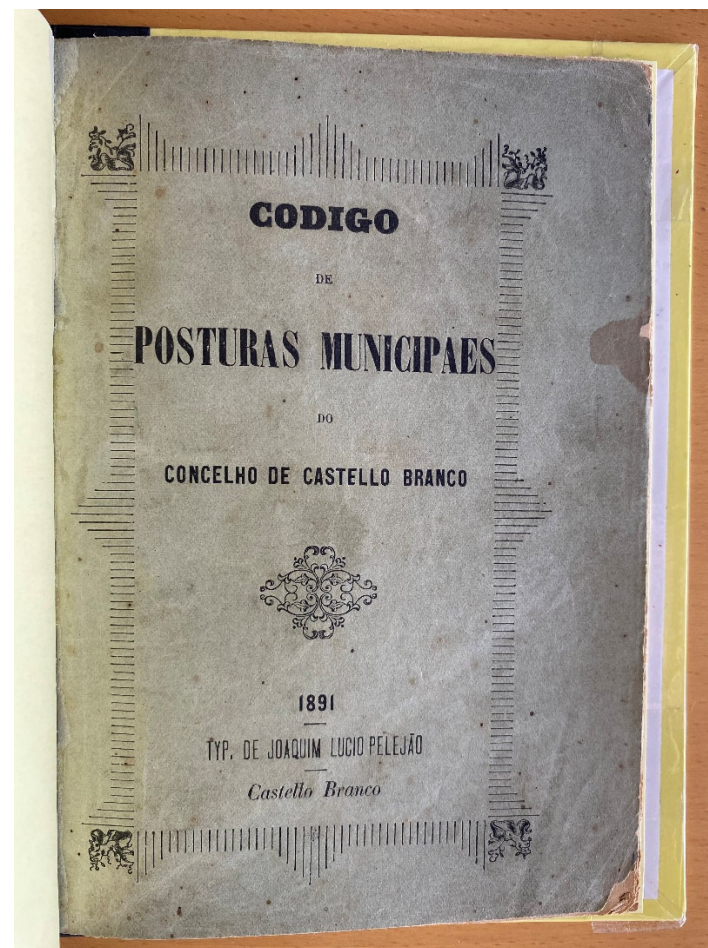 CODIGO
DE
POSTURAS MUNICIPAES
DO
CONCELHO DE CASTELLO BRANCO
1891
TYP. DE JOAQUIM LUCIO PELEJÃO
Castello Branco